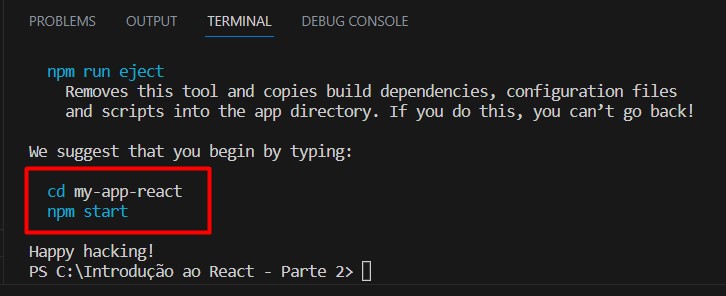 PROBLEMS OUTPUT TERMINAL DEBUG CONSOLE
npm run eject
Removes this tool and copies build dependencies, configuration files
and scripts into the app directory. If you do this, you can’t go back!
We suggest that you begin by typing:
cd my-app-react
npm start
Happy hacking!
PS C:\Introdução ao React - Parte 2>